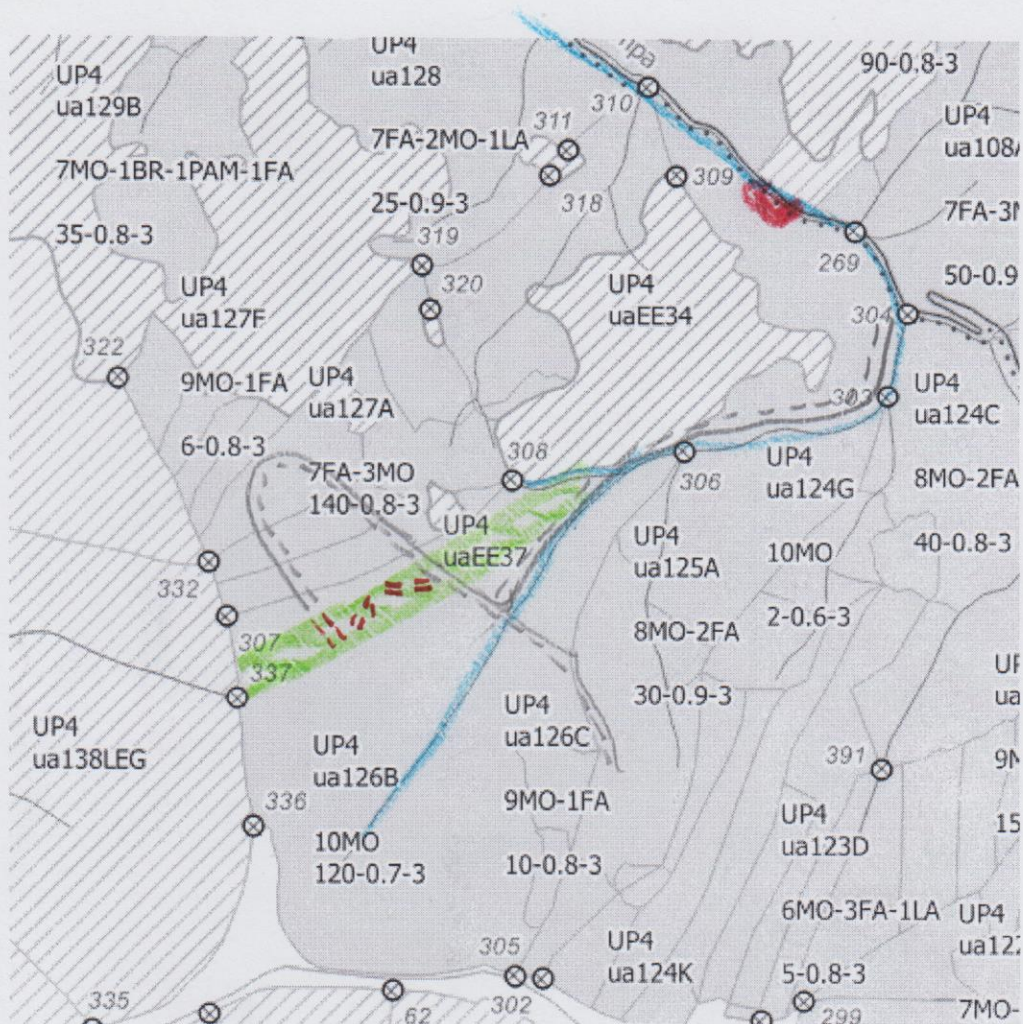 UP4
ua129B
7MO-1BR-1PAM-1FA
35-0.8-3
UP4
ua128
7FA-2MO-1LA
25-0.9-3
310
311
318
309
319
320
90-0.8-3
UP4
7FA-3
50-0.9
269
304
303
UP4
ua127F
9MO-1FA
6-0.8-3
322
UP4
ua127A
7FA-3MO
140-0.8-3
UP4
uaEE34
308
306
UP4
ua124C
8MO-2FA
40-0.8-3
UP4
ua124G
10MO
2-0.6-3
UP4
uaEE37
UP4
ua125A
8MO-2FA
30-0.9-3
332
307
337
UP4
ua138LEG
UP4
ua126B
10MO
120-0.7-3
336
UP4
ua126C
9MO-1FA
10-0.8-3
391
UP4
ua123D
6MO-3FA-1LA
5-0.8-3
ua
15
UP4
7MO-
UP4
ua124K
305
302
62
335
299